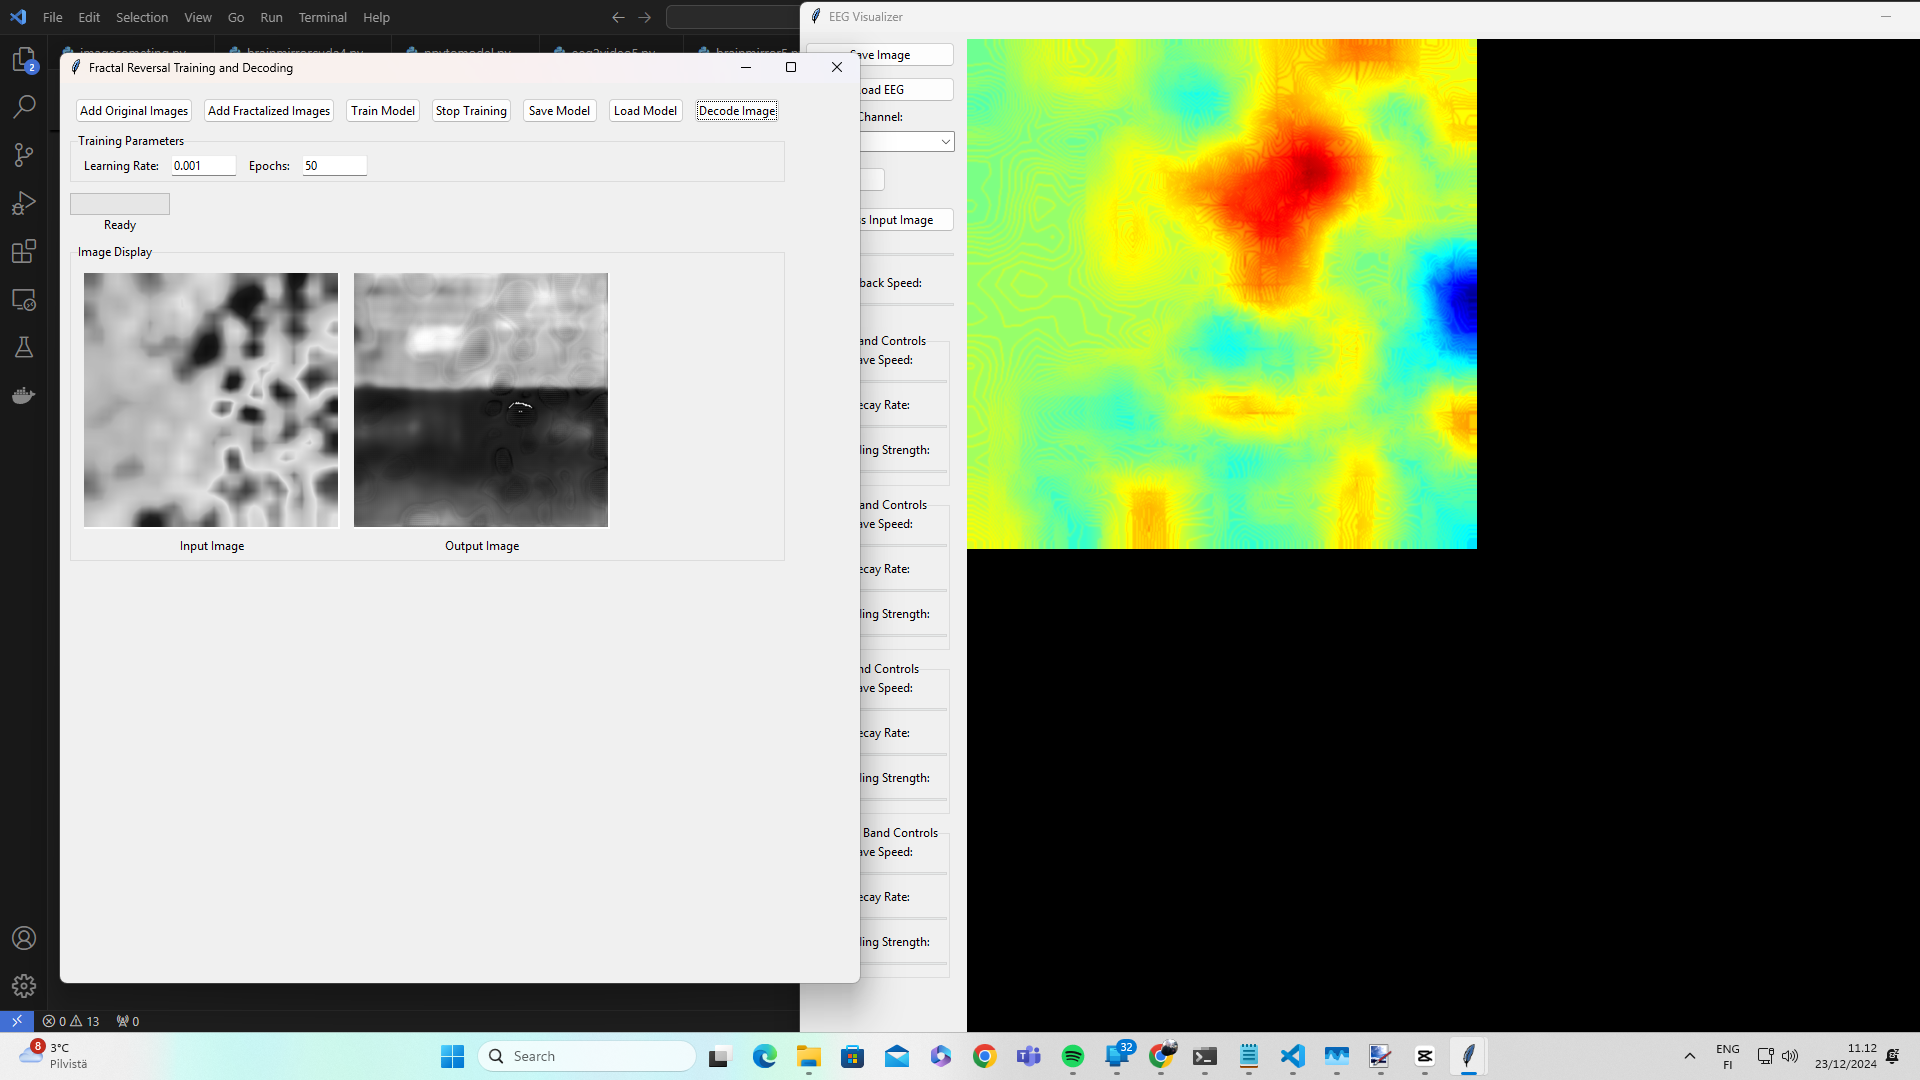 File Edit Selection View Go Run Terminal Help
EEG Visualizer
Fractal Reversal Training and Decoding
Add Original Images Add Fractalized Images Train Model Stop Training Save Model Load Model Decode Image
Training Parameters
Learning Rate: 0.001 Epochs: 50
Ready
Image Display
Input Image Output Image
Save Image
Load EEG
Channel:
s Input Image
back Speed:
and Controls
ave Speed:
ecay Rate:
ling Strength:
and Controls
ave Speed:
ecay Rate:
ling Strength:
nd Controls
ave Speed:
ecay Rate:
ling Strength:
Band Controls
ave Speed:
ecay Rate:
ling Strength:
2
0 13 0
8 3°C
Pilvistä
Search
32
ENG
FI
11.12
23/12/2024